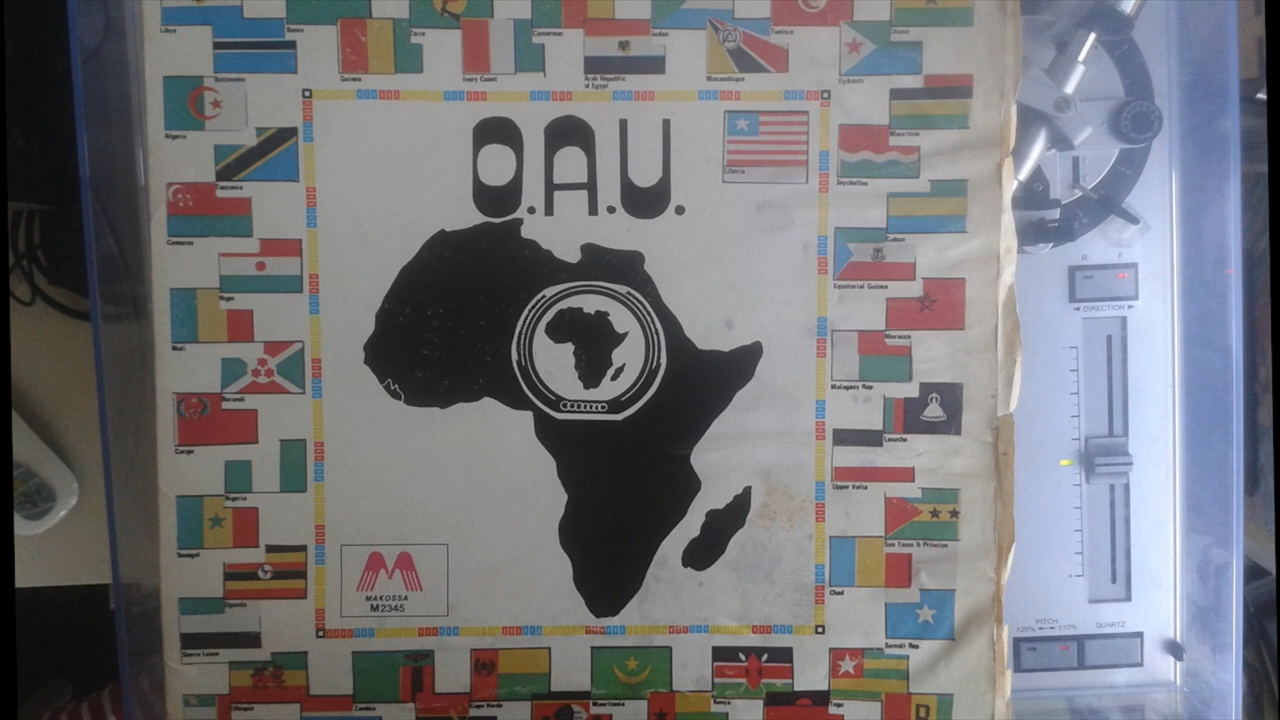 Libya
Benin
Zaire
Cameroun
Sudan
Tunisia
Ghana
Botswana
Guinea
Ivory Coast
Arab Republic
of Egypt
Mocambique
Djibouti
Algeria
Mauritius
O.A.U.
Liberia
Tanzania
Seychelles
Comoros
Gabon
Equatorial Guinea
Niger
Morocco
Mali
Malagasy Rep.
Burundi
Lesotho
Congo
Upper Volta
Nigeria
Sao Tome & Principe
Senegal
Chad
Uganda
MAKOSSA
M2345
Somali Rep.
Sierra Leone
Ethiopia
Zambia
Cape Verde
Mauritania
Kenya
Togo
R
R F
DIRECTION
PITCH
±20% ±10%
QUARTZ